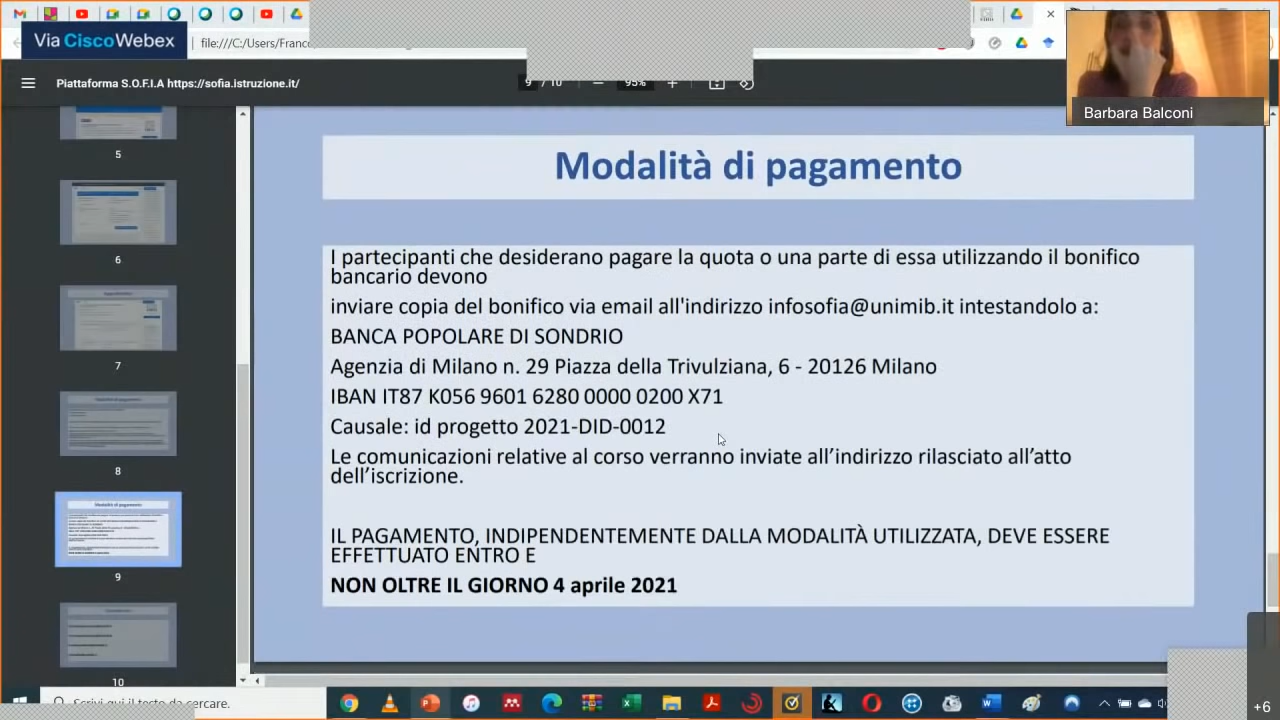 Via CiscoWebex
file:///C:/Users/Franc
Piattaforma S.O.F.I.A https://sofia.istruzione.it/
9 / 10
95%
Barbara Balconi
5
6
7
8
9
10
Modalità di pagamento
I partecipanti che desiderano pagare la quota o una parte di essa utilizzando il bonifico
bancario devono
inviare copia del bonifico via email all'indirizzo infosofia@unimib.it intestandolo a:
BANCA POPOLARE DI SONDRIO
Agenzia di Milano n. 29 Piazza della Trivulziana, 6 - 20126 Milano
IBAN IT87 K056 9601 6280 0000 0200 X71
Causale: id progetto 2021-DID-0012
Le comunicazioni relative al corso verranno inviate all’indirizzo rilasciato all’atto
dell’iscrizione.
IL PAGAMENTO, INDIPENDENTEMENTE DALLA MODALITÀ UTILIZZATA, DEVE ESSERE
EFFETTUATO ENTRO E
NON OLTRE IL GIORNO 4 aprile 2021
Scrivi qui il testo da cercare.
+6